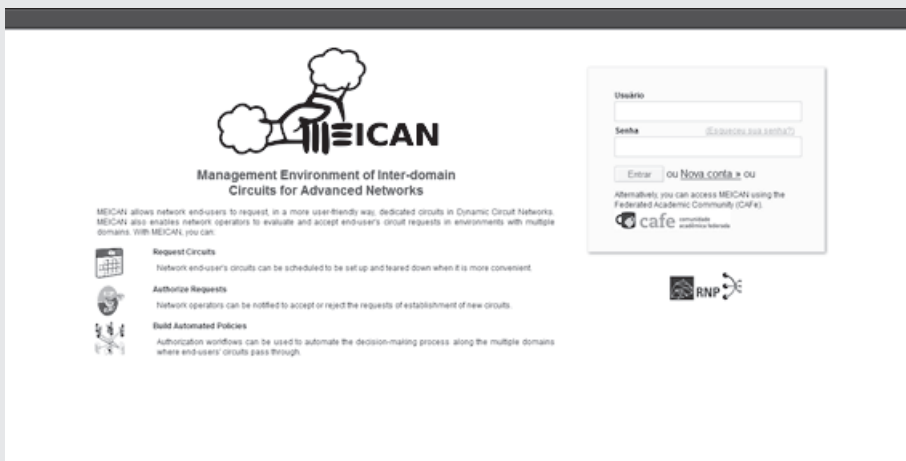 MEICAN
Management Environment of Inter-domain
Circuits for Advanced Networks
MEICAN allows network end-users to request, in a more user-friendly way, dedicated circuits in Dynamic Circuit Networks.
MEICAN also enables network operators to evaluate and accept end-user's circuit requests in environments with multiple
domains. With MEICAN, you can:
Request Circuits
Network end-user's circuits can be scheduled to be set up and teared down when it is more convenient.
Authorize Requests
Network operators can be notified to accept or reject the requests of establishment of new circuits.
Build Automated Policies
Authorization workflows can be used to automate the decision-making process along the multiple domains
where end-users' circuits pass through.
Usuário
Senha (Esqueceu sua senha?)
Entrar ou Nova conta » ou
Alternatively, you can access MEICAN using the
Federated Academic Community (CAFe).
cafe comunidade
acadêmica federada
RNP